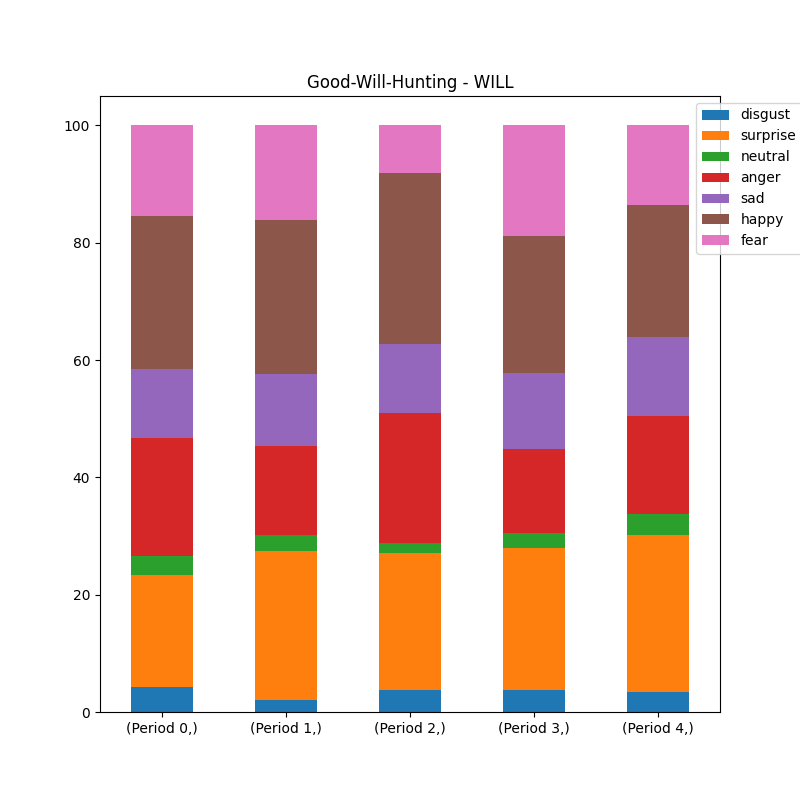 Good-Will-Hunting - WILL
disgust
surprise
neutral
anger
sad
happy
fear
100
80
60
40
20
0
(Period 0,) (Period 1,) (Period 2,) (Period 3,) (Period 4,)